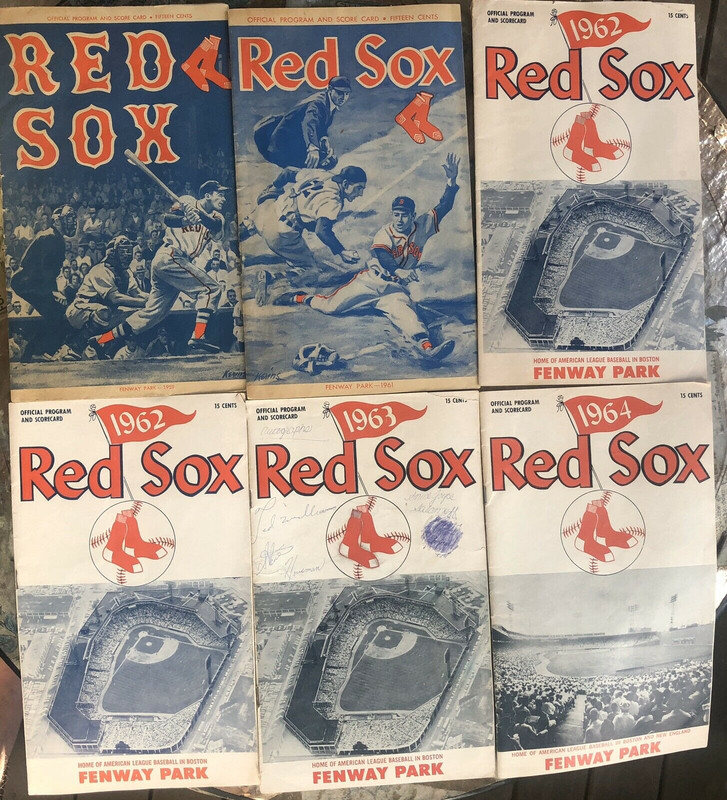 OFFICIAL PROGRAM AND SCORE CARD • FIFTEEN CENTS
RED
SOX
RED
FENWAY PARK—1959
OFFICIAL PROGRAM AND SCORE CARD • FIFTEEN CENTS
Red Sox
FENWAY PARK—1961
OFFICIAL PROGRAM
AND SCORECARD
1962
15 CENTS
Red Sox
HOME OF AMERICAN LEAGUE BASEBALL IN BOSTON
FENWAY PARK
OFFICIAL PROGRAM
AND SCORECARD
1962
15 CENTS
Red Sox
HOME OF AMERICAN LEAGUE BASEBALL IN BOSTON
FENWAY PARK
OFFICIAL PROGRAM
AND SCORECARD
1963
15 CENTS
Red Sox
Ted Williams
HOME OF AMERICAN LEAGUE BASEBALL IN BOSTON
FENWAY PARK
OFFICIAL PROGRAM
AND SCORECARD
1964
15 CENTS
Red Sox
HOME OF AMERICAN LEAGUE BASEBALL IN BOSTON AND NEW ENGLAND
FENWAY PARK